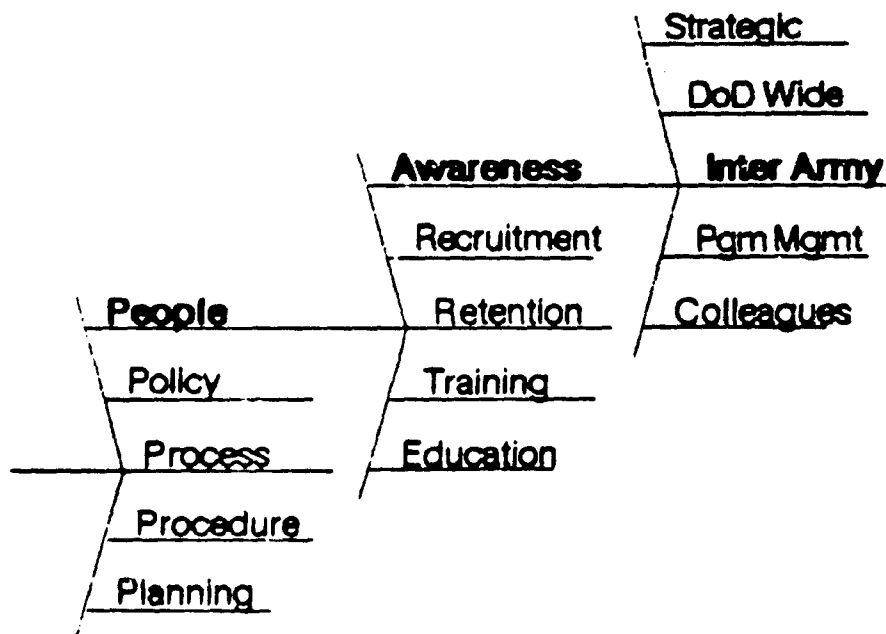 Strategic
DoD Wide
Awareness
Inter Army
Recruitment
Pgm Mgmt
People
Retention
Colleagues
Policy
Training
Process
Education
Procedure
Planning